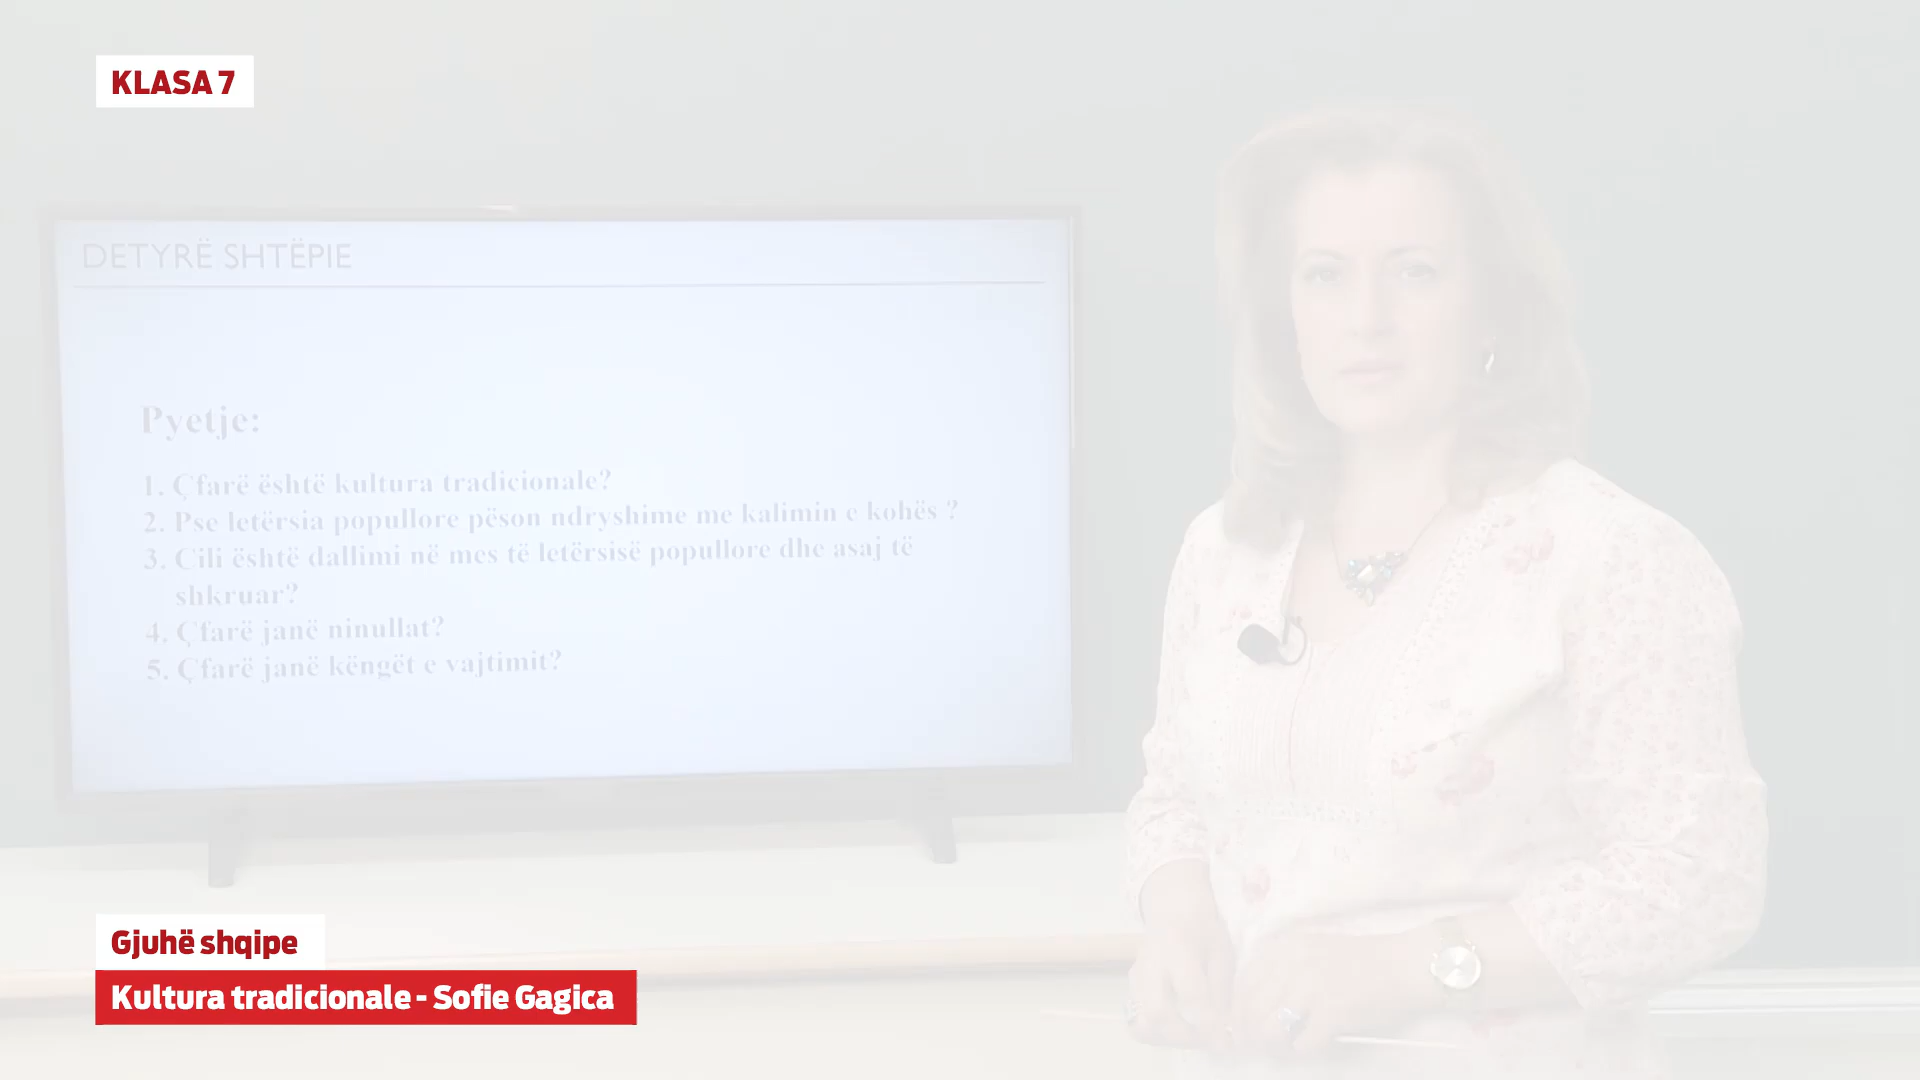 KLASA 7
DETYRË SHTËPIE
Pyetje:
1. Çfarë është kultura tradicionale?
2. Pse letërsia popullore pëson ndryshime me kalimin e kohës ?
3. Cili është dallimi në mes të letërsisë popullore dhe asaj të
shkruar?
4. Çfarë janë ninullat?
5. Çfarë janë këngët e vajtimit?
Gjuhë shqipe
Kultura tradicionale - Sofie Gagica